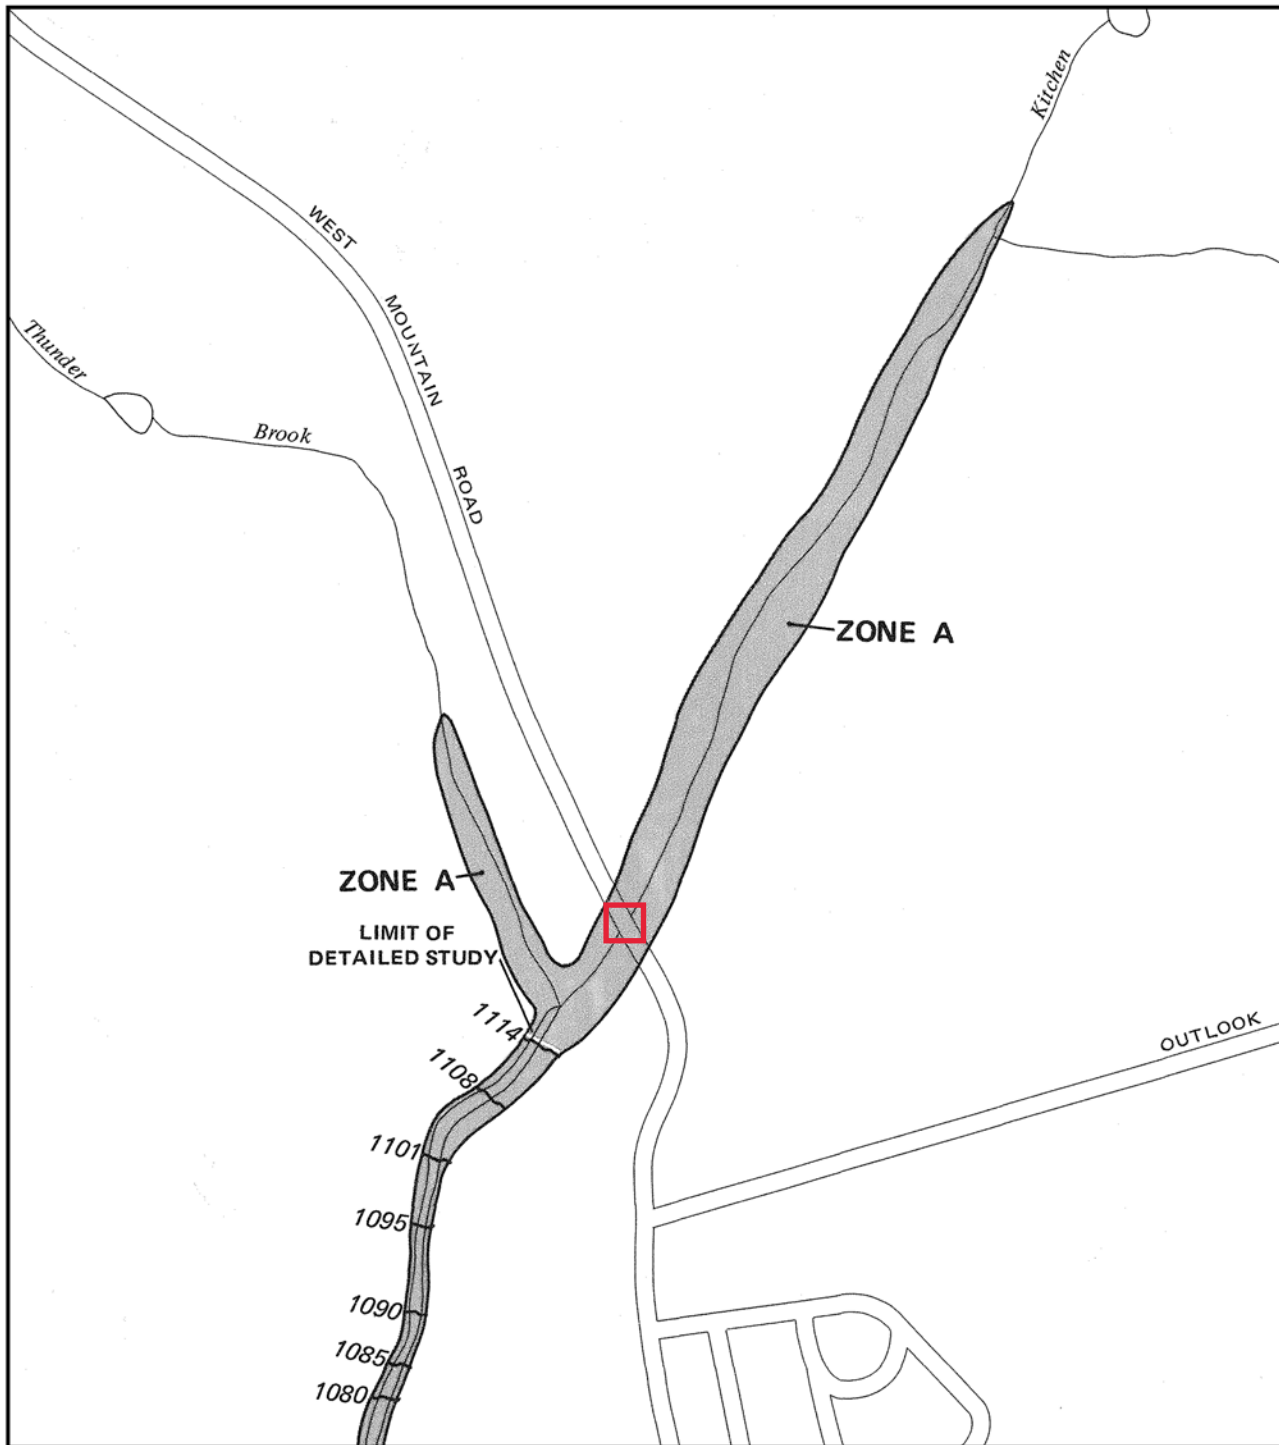 Kitchen
WEST
MOUNTAIN
ROAD
Thunder
Brook
ZONE A
ZONE A
LIMIT OF
DETAILED STUDY
1114
1108
1101
1095
1090
1085
1080
OUTLOOK